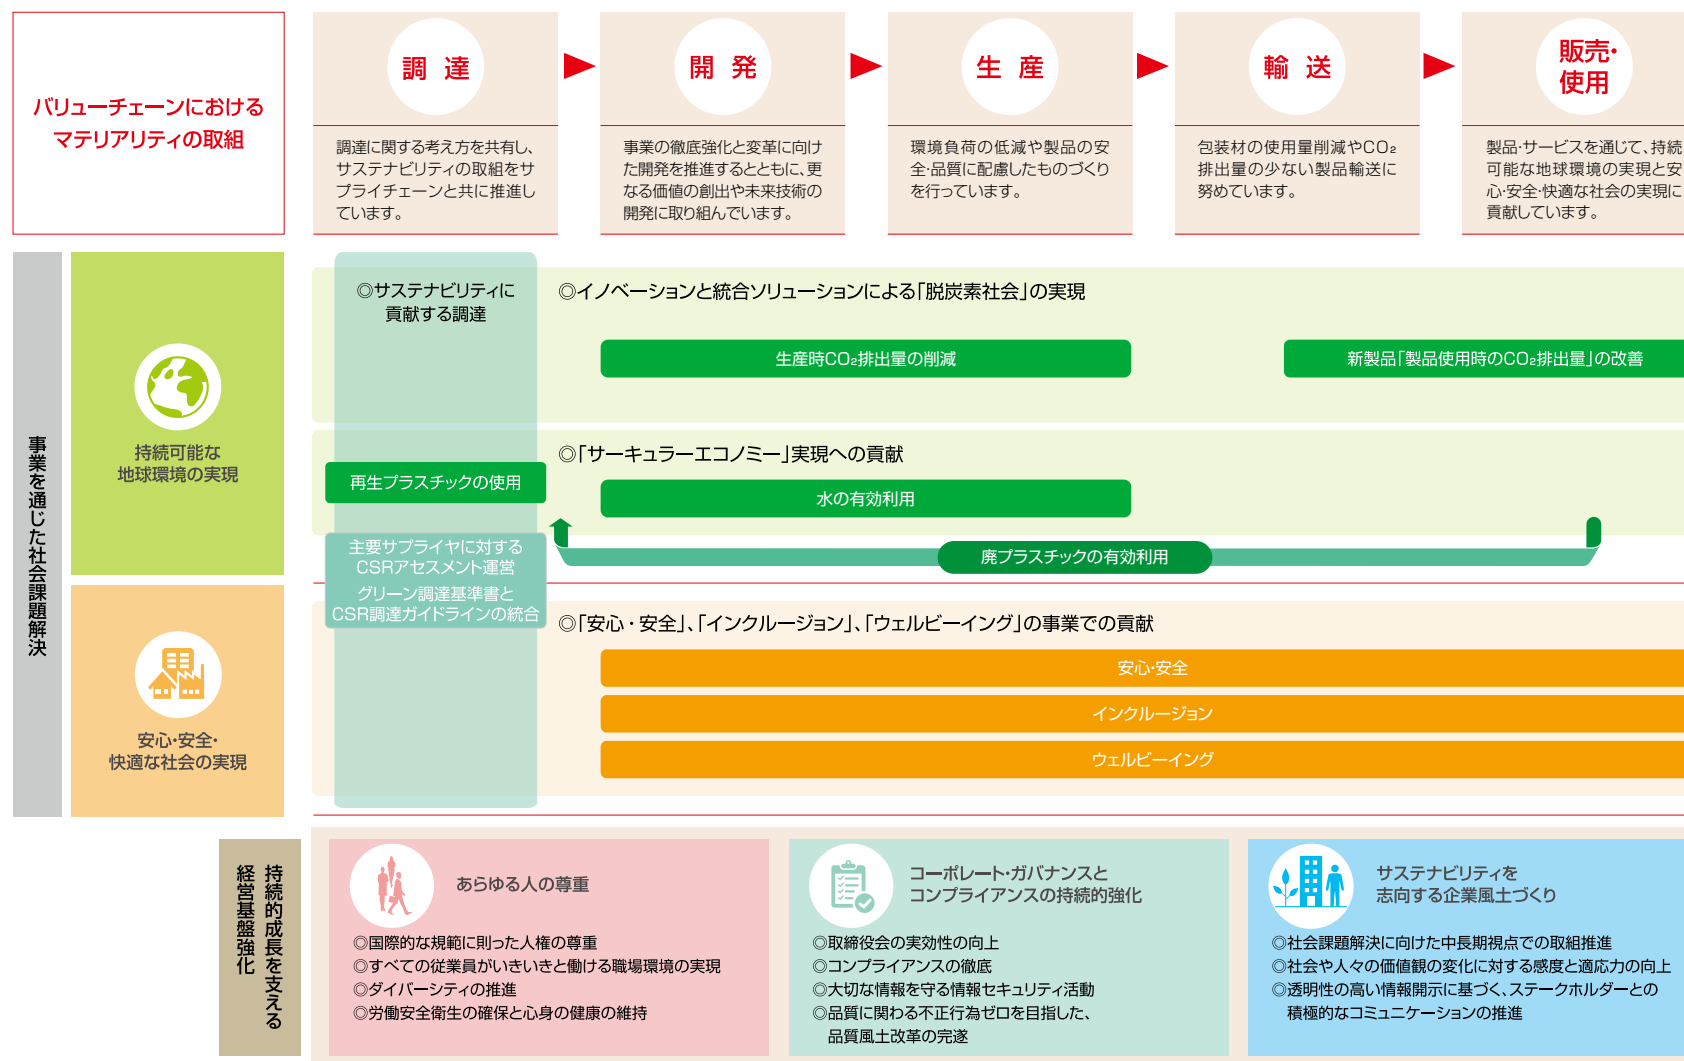 バリューチェーンにおける
マテリアリティの取組
調達
調達に関する考え方を共有し、
サステナビリティの取組をサ
プライチェーンと共に推進し
ています。
開発
事業の徹底強化と変革に向け
た開発を推進するとともに、更
なる価値の創出や未来技術の
開発に取り組んでいます。
生産
環境負荷の低減や製品の安
全・品質に配慮したものづくり
を行っています。
輸送
包装材の使用量削減やCO₂
排出量の少ない製品輸送に
努めています。
販売・
使用
製品・サービスを通じて、持続
可能な地球環境の実現と安
心・安全・快適な社会の実現に
貢献しています。
事業を通じた社会課題解決
持続可能な
地球環境の実現
◎サステナビリティに
貢献する調達
◎イノベーションと統合ソリューションによる「脱炭素社会」の実現
生産時CO₂排出量の削減
新製品「製品使用時のCO₂排出量」の改善
◎「サーキュラーエコノミー」実現への貢献
再生プラスチックの使用
水の有効利用
廃プラスチックの有効利用
主要サプライヤに対する
CSRアセスメント運営
グリーン調達基準書と
CSR調達ガイドラインの統合
安心・安全・
快適な社会の実現
◎「安心・安全」、「インクルージョン」、「ウェルビーイング」の事業での貢献
安心・安全
インクルージョン
ウェルビーイング
持続的成長を支える
経営基盤強化
あらゆる人の尊重
◎国際的な規範に則った人権の尊重
◎すべての従業員がいきいきと働ける職場環境の実現
◎ダイバーシティの推進
◎労働安全衛生の確保と心身の健康の維持
コーポレート・ガバナンスと
コンプライアンスの持続的強化
◎取締役会の実効性の向上
◎コンプライアンスの徹底
◎大切な情報を守る情報セキュリティ活動
◎品質に関わる不正行為ゼロを目指した、
品質風土改革の完遂
サステナビリティを
志向する企業風土づくり
◎社会課題解決に向けた中長期視点での取組推進
◎社会や人々の価値観の変化に対する感度と適応力の向上
◎透明性の高い情報開示に基づく、ステークホルダーとの
積極的なコミュニケーションの推進